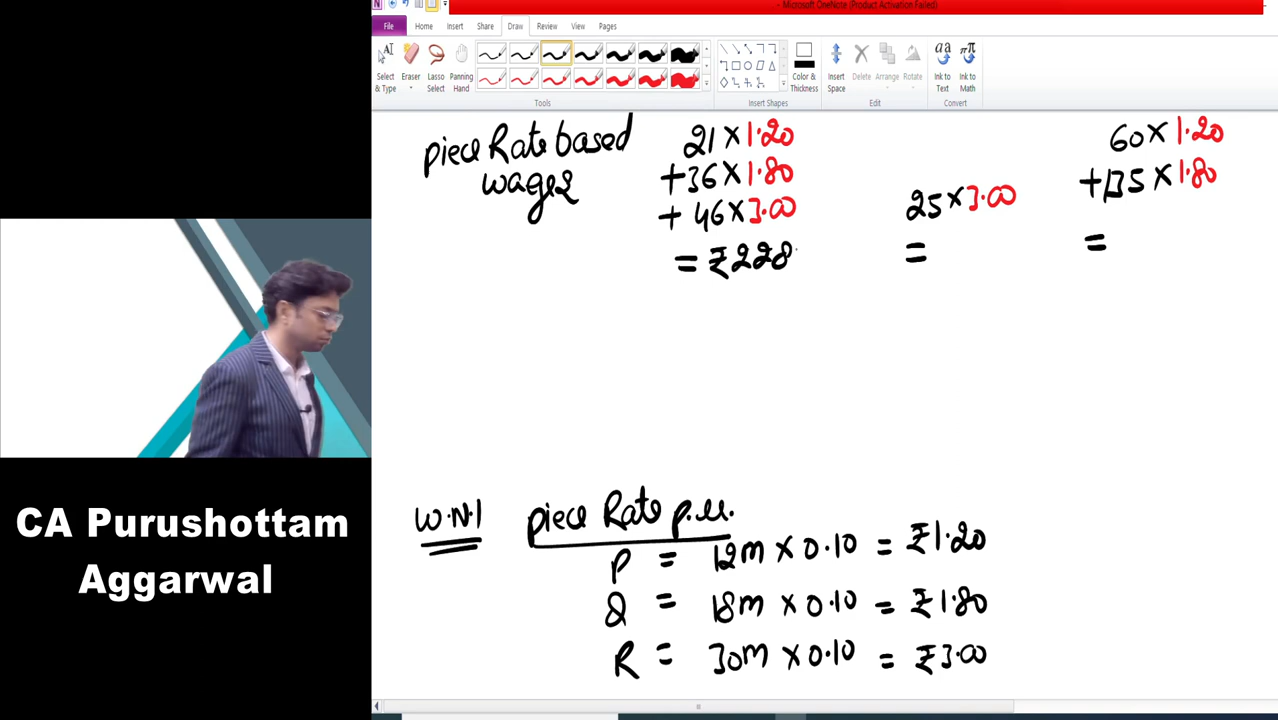 - Microsoft OneNote (Product Activation Failed)
File Home Insert Share Draw Review View Pages
Select & Type
Eraser
Lasso Select
Panning Hand
Color & Thickness
Insert Space
Delete
Arrange
Rotate
Ink to Text
Ink to Math
Tools
Insert Shapes
Edit
Convert
piece Rate based wages
21 × 1.20
+36 × 1.80
+ 46 × 3.00
= ₹228
25 × 3.00
=
60 × 1.20
+135 × 1.80
=
W.N.1 piece Rate p.u.
P = 12m × 0.10 = ₹1.20
Q = 18m × 0.10 = ₹1.80
R = 30m × 0.10 = ₹3.00
CA Purushottam
Aggarwal